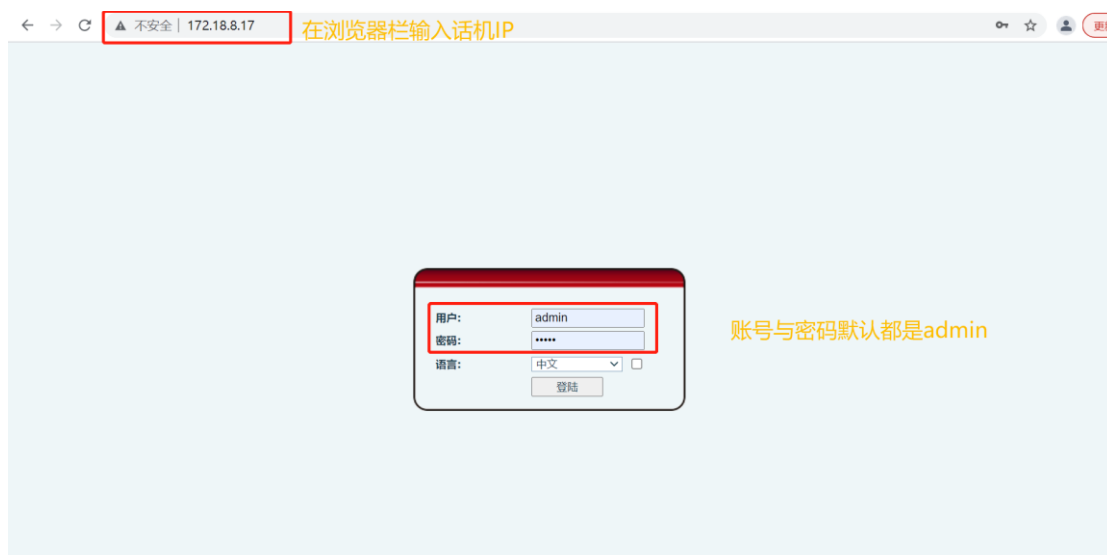 不安全 | 172.18.8.17
在浏览器栏输入话机IP
用户: admin
密码: •••••
账号与密码默认都是admin
语言: 中文
登陆